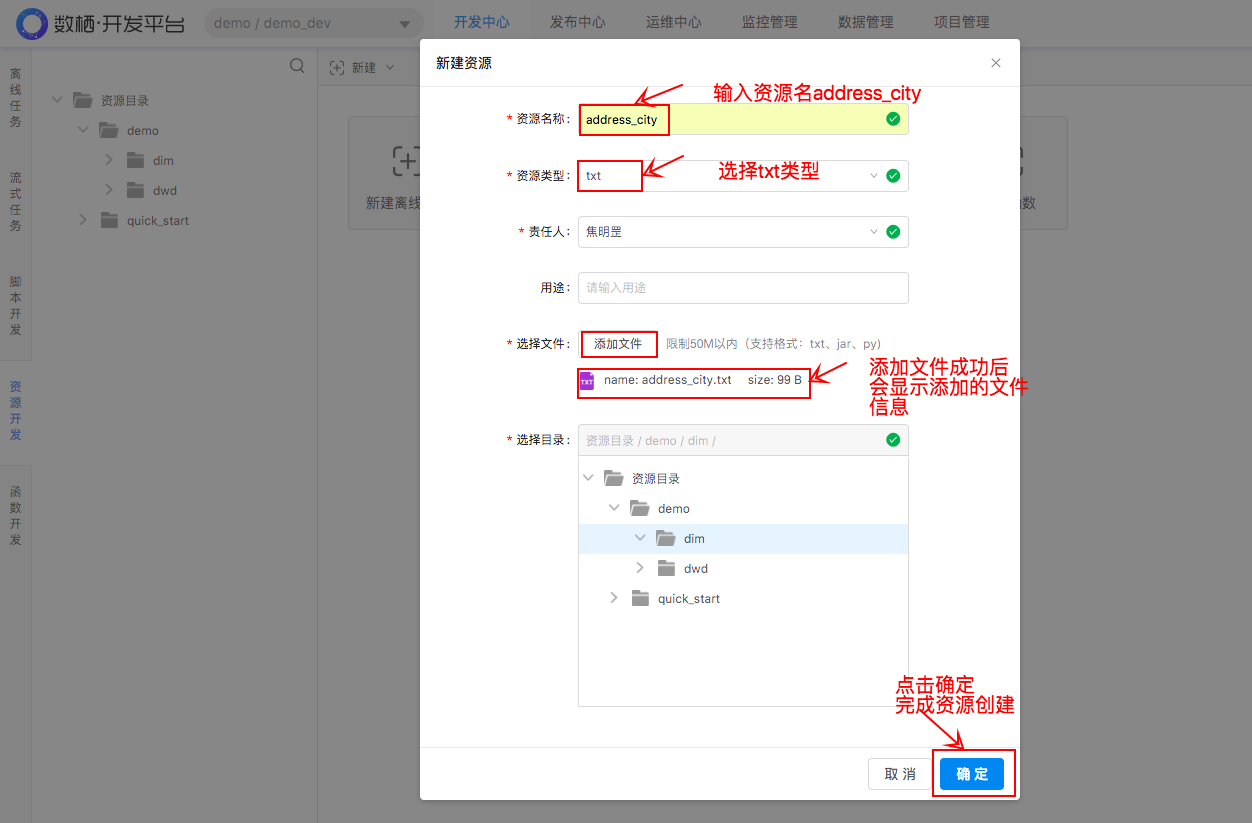 数栖·开发平台
demo / demo_dev
开发中心
发布中心
运维中心
监控管理
数据管理
项目管理
离线任务
流式任务
脚本开发
资源开发
函数开发
资源目录
demo
dim
dwd
quick_start
新建
新建离线
数
新建资源
输入资源名address_city
* 资源名称：
address_city
* 资源类型：
txt
选择txt类型
* 责任人：
焦明罡
用途：
请输入用途
* 选择文件：
添加文件
限制50M以内（支持格式：txt、jar、py）
TXT
name: address_city.txt
size: 99 B
添加文件成功后
会显示添加的文件
信息
* 选择目录：
资源目录 / demo / dim /
资源目录
demo
dim
dwd
quick_start
点击确定
完成资源创建
取 消
确 定